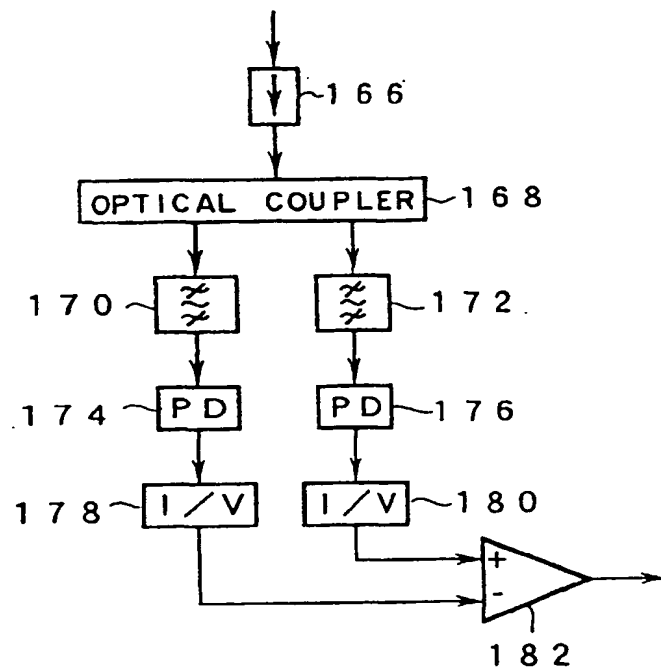 166
OPTICAL COUPLER
168
170
172
174
PD
PD
176
178
I/V
I/V
180
+
-
182